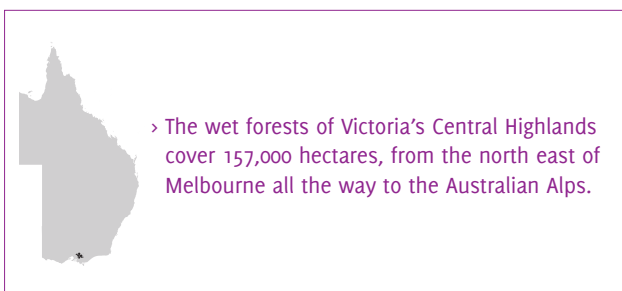 › The wet forests of Victoria’s Central Highlands
cover 157,000 hectares, from the north east of
Melbourne all the way to the Australian Alps.